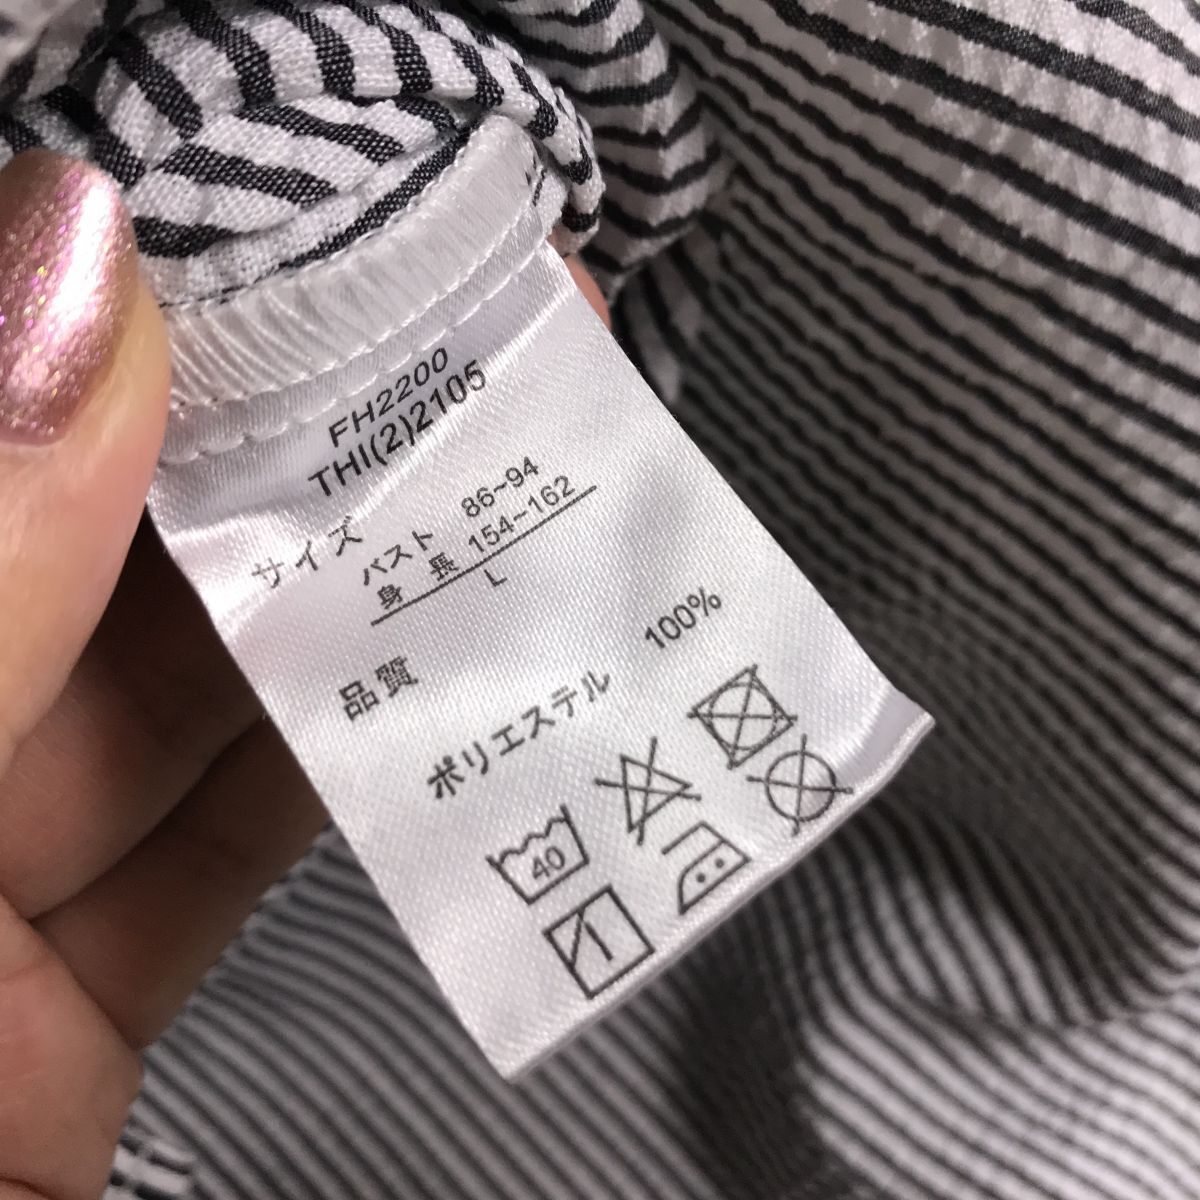 FH2200
THI(2)2105
サイズ
バスト 86~94
身 長 154~162
L
品質
ポリエステル 100%
40
1